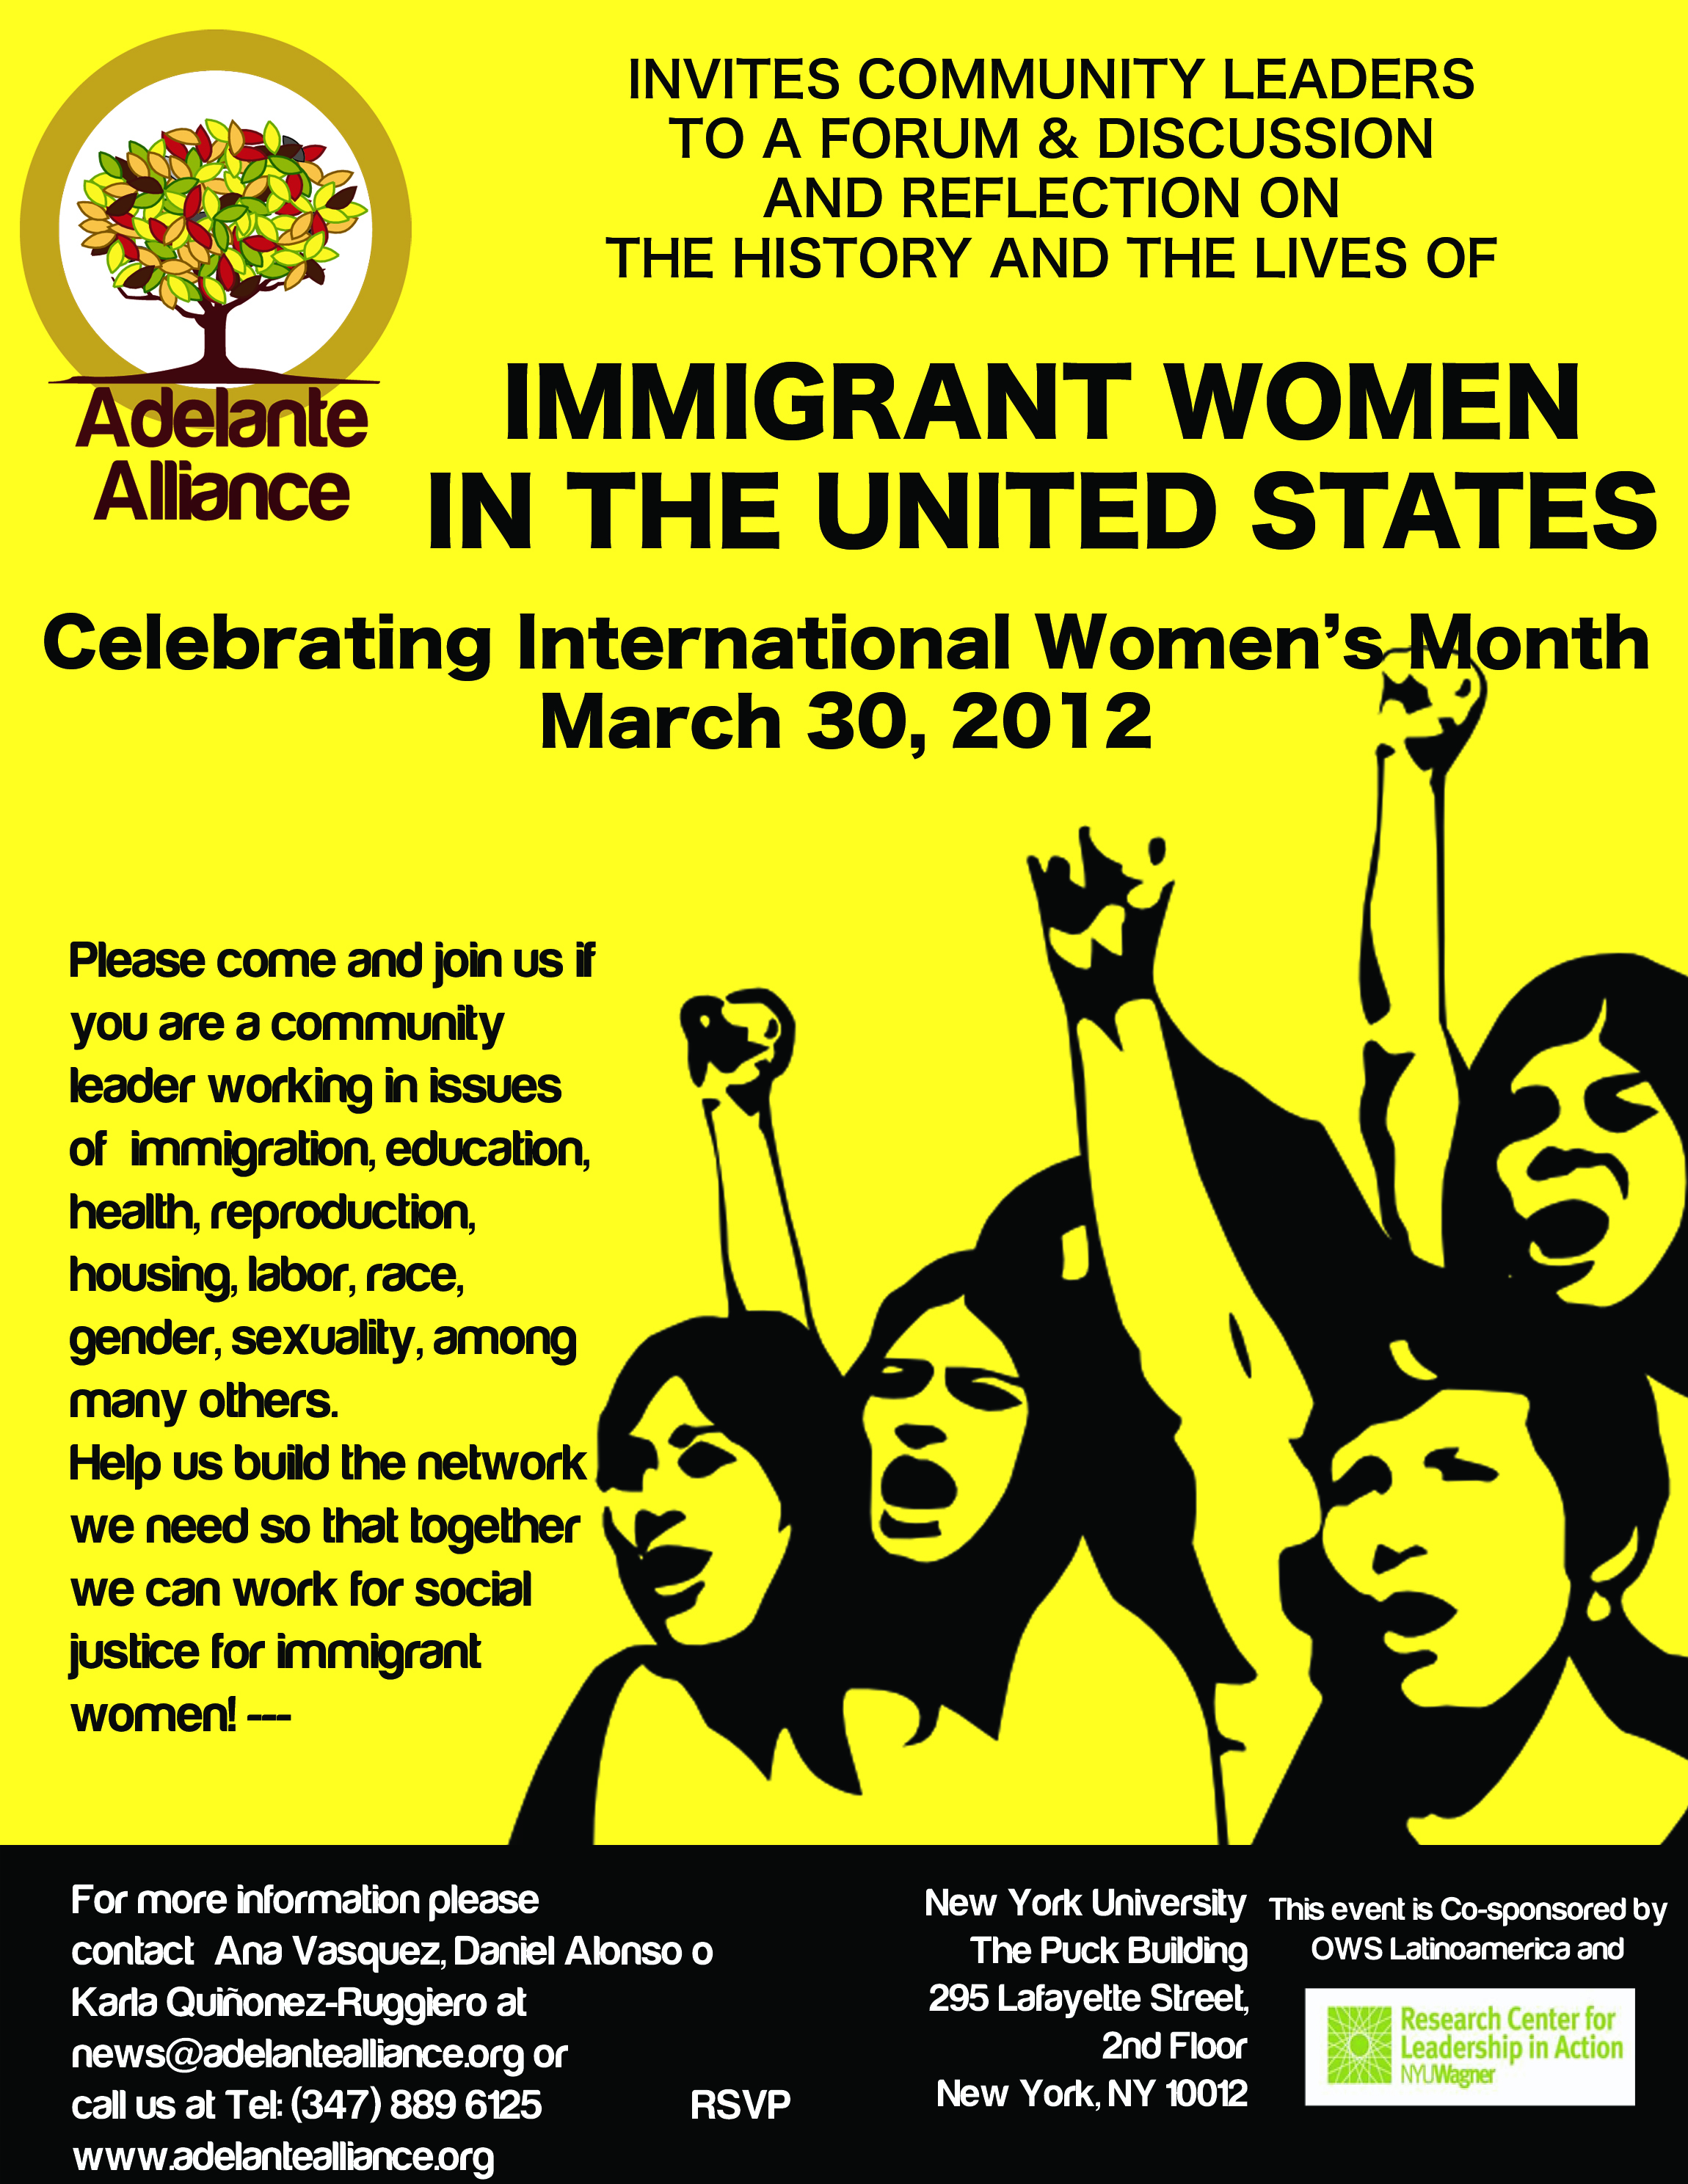 Adelante
Alliance
INVITES COMMUNITY LEADERS
TO A FORUM & DISCUSSION
AND REFLECTION ON
THE HISTORY AND THE LIVES OF
IMMIGRANT WOMEN
IN THE UNITED STATES
Celebrating International Women’s Month
March 30, 2012
Please come and join us if
you are a community
leader working in issues
of immigration, education,
health, reproduction,
housing, labor, race,
gender, sexuality, among
many others.
Help us build the network
we need so that together
we can work for social
justice for immigrant
women! ---
For more information please
contact Ana Vasquez, Daniel Alonso o
Karla Quiñonez-Ruggiero at
news@adelantealliance.org or
call us at Tel: (347) 889 6125
www.adelantealliance.org
RSVP
New York University
The Puck Building
295 Lafayette Street,
2nd Floor
New York, NY 10012
This event is Co-sponsored by
OWS Latinoamerica and
Research Center for
Leadership in Action
NYUWagner